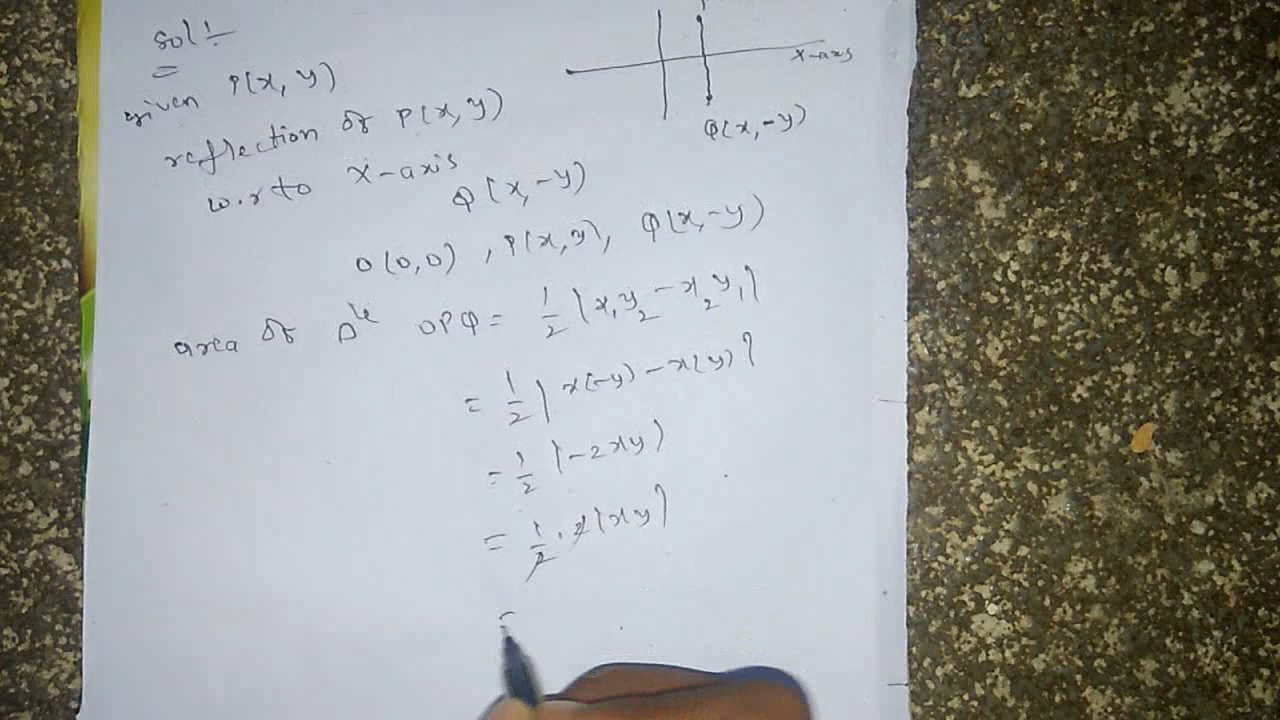 Sol:-
given P(x, y)
reflection of P(x, y)
w.r to x-axis
Q(x, -y)
O(0,0), P(x,y), Q(x,-y)
area of Δle OPQ = 1/2 |x1y2 - x2y1|
= 1/2 |x(-y) - x(y)|
= 1/2 |-2xy|
= 1/2 · 2|xy|
=
x-axis
Q(x,-y)